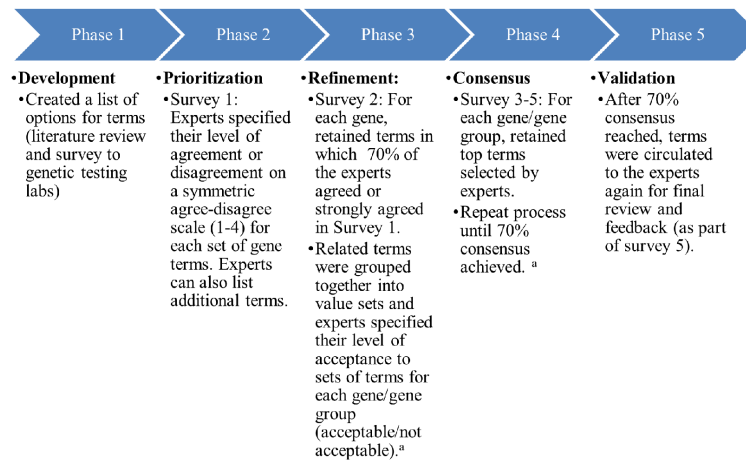 Phase 1
Phase 2
Phase 3
Phase 4
Phase 5
•Development
•Created a list of
options for terms
(literature review
and survey to
genetic testing
labs)
•Prioritization
•Survey 1:
Experts specified
their level of
agreement or
disagreement on
a symmetric
agree-disagree
scale (1-4) for
each set of gene
terms. Experts
can also list
additional terms.
•Refinement:
•Survey 2: For
each gene,
retained terms in
which 70% of
the experts
agreed or
strongly agreed
in Survey 1.
•Related terms
were grouped
together into
value sets and
experts specified
their level of
acceptance to
sets of terms for
each gene/gene
group
(acceptable/not
acceptable).ᵃ
•Consensus
•Survey 3-5: For
each gene/gene
group, retained
top terms
selected by
experts.
•Repeat process
until 70%
consensus
achieved. ᵃ
•Validation
•After 70%
consensus
reached, terms
were circulated
to the experts
again for final
review and
feedback (as part
of survey 5).